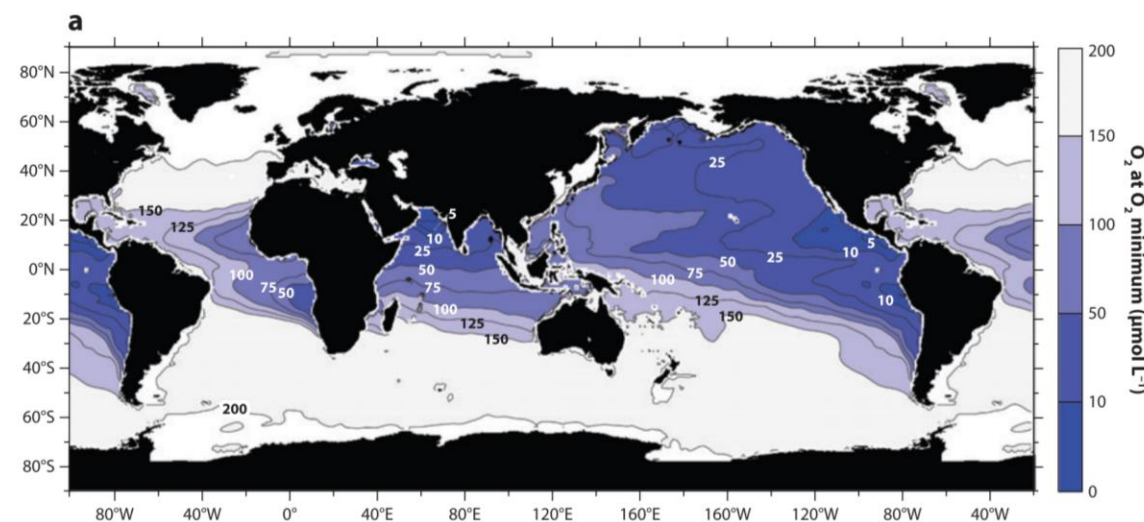 a
80°N
60°N
40°N
20°N
0°N
20°S
40°S
60°S
80°S
80°W
40°W
0°
40°E
80°E
120°E
160°E
160°W
120°W
80°W
40°W
150
125
100
75
50
5
10
25
50
75
100
125
150
200
25
100
75
50
25
10
5
10
125
150
200
150
100
50
10
0
O₂ at O₂ minimum (μmol L⁻¹)